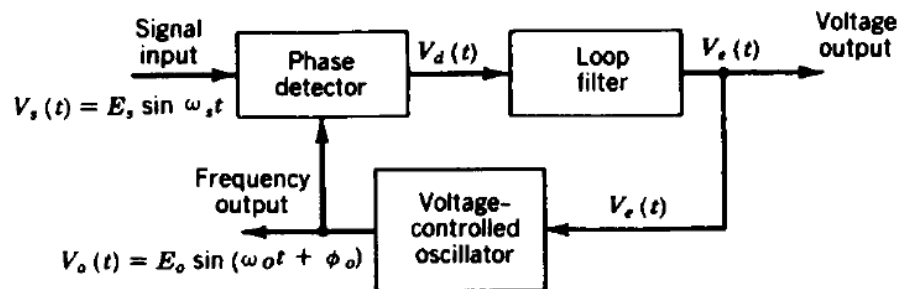 Signal
input
V_s(t) = E_s sin ω_s t
Phase
detector
V_d(t)
Loop
filter
V_e(t)
Voltage
output
Frequency
output
V_o(t) = E_o sin (ω_O t + ϕ_o)
Voltage-
controlled
oscillator
V_e(t)